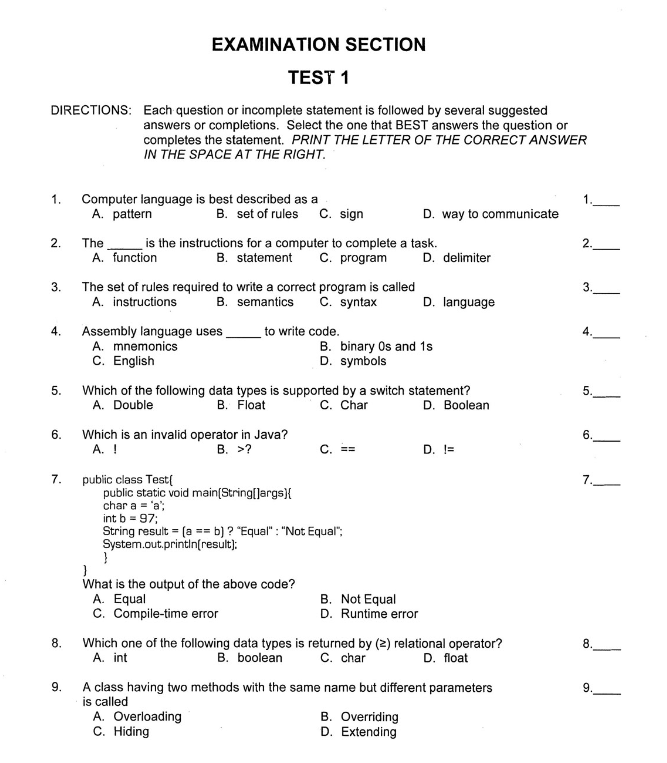 EXAMINATION SECTION
TEST 1
DIRECTIONS: Each question or incomplete statement is followed by several suggested
answers or completions. Select the one that BEST answers the question or
completes the statement. PRINT THE LETTER OF THE CORRECT ANSWER
IN THE SPACE AT THE RIGHT.
1. Computer language is best described as a 1.____
A. pattern B. set of rules C. sign D. way to communicate
2. The _____ is the instructions for a computer to complete a task. 2.____
A. function B. statement C. program D. delimiter
3. The set of rules required to write a correct program is called 3.____
A. instructions B. semantics C. syntax D. language
4. Assembly language uses _____ to write code. 4.____
A. mnemonics B. binary 0s and 1s
C. English D. symbols
5. Which of the following data types is supported by a switch statement? 5.____
A. Double B. Float C. Char D. Boolean
6. Which is an invalid operator in Java? 6.____
A. ! B. >? C. == D. !=
7. public class Test{ 7.____
public static void main(String[]args){
char a = 'a';
int b = 97;
String result = (a == b) ? "Equal" : "Not Equal";
System.out.println(result);
}
}
What is the output of the above code?
A. Equal B. Not Equal
C. Compile-time error D. Runtime error
8. Which one of the following data types is returned by (≥) relational operator? 8.____
A. int B. boolean C. char D. float
9. A class having two methods with the same name but different parameters 9.____
is called
A. Overloading B. Overriding
C. Hiding D. Extending